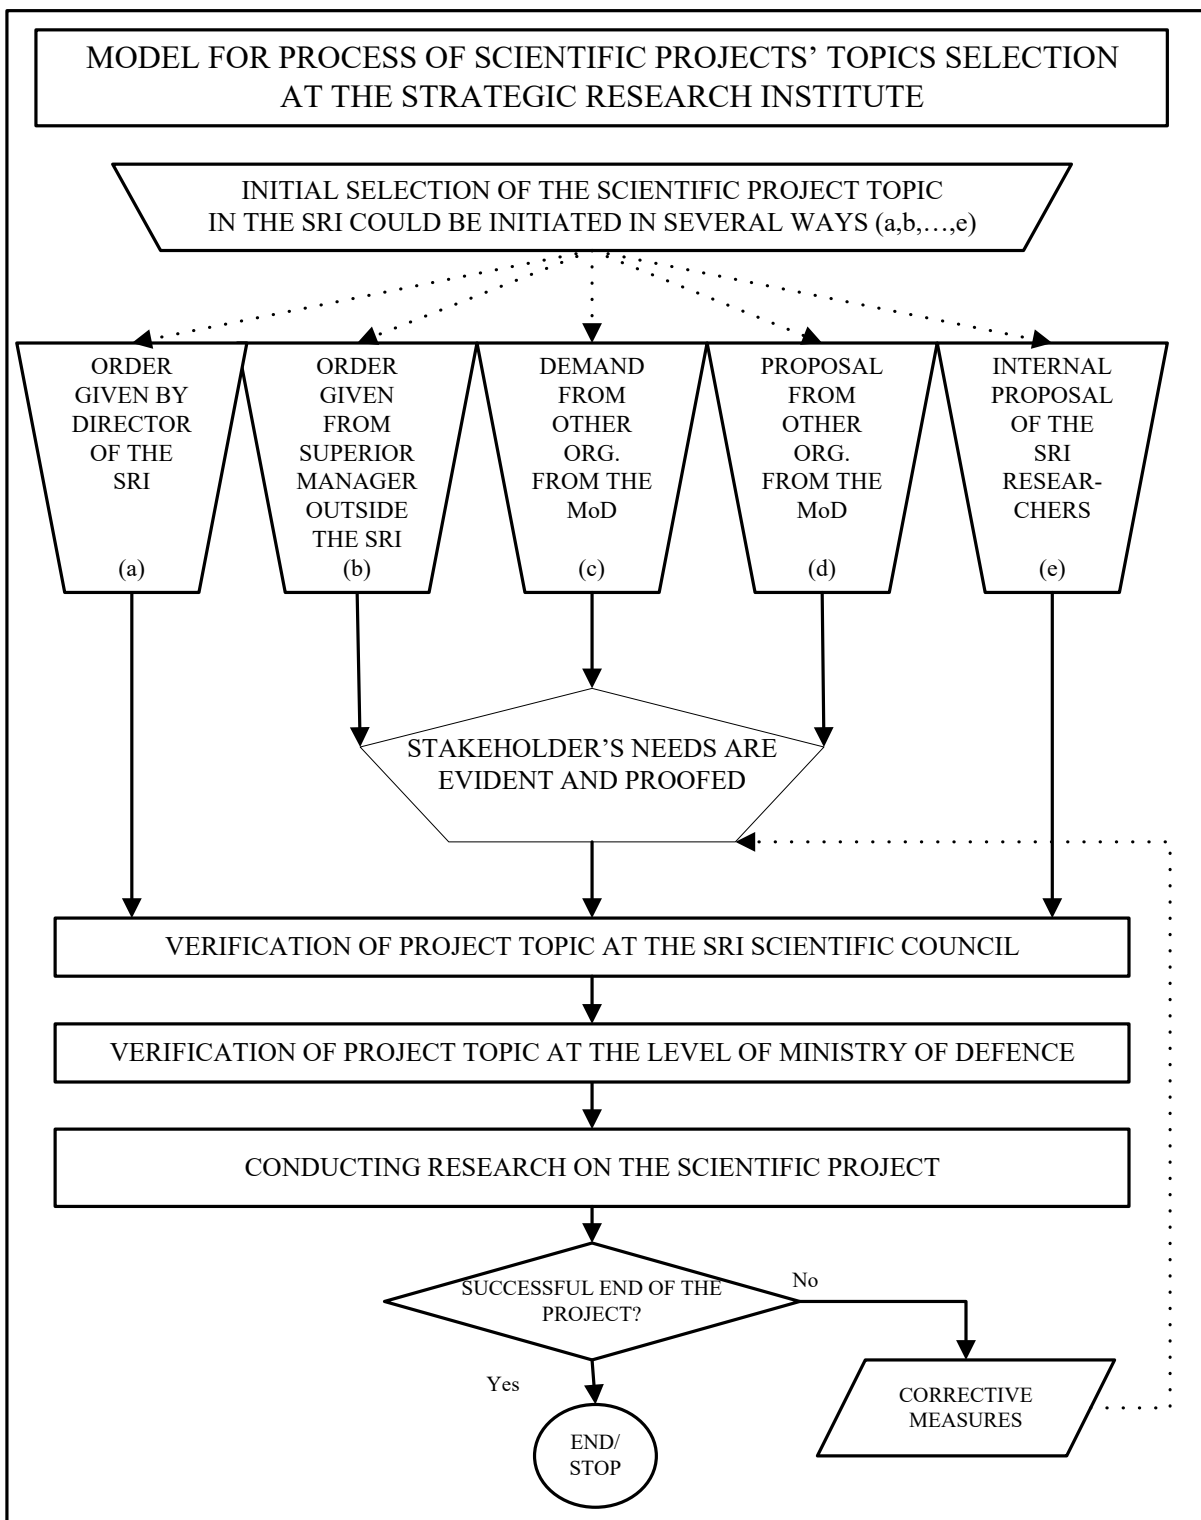 MODEL FOR PROCESS OF SCIENTIFIC PROJECTS’ TOPICS SELECTION
AT THE STRATEGIC RESEARCH INSTITUTE
INITIAL SELECTION OF THE SCIENTIFIC PROJECT TOPIC
IN THE SRI COULD BE INITIATED IN SEVERAL WAYS (a,b,…,e)
ORDER
GIVEN BY
DIRECTOR
OF THE
SRI
(a)
ORDER
GIVEN
FROM
SUPERIOR
MANAGER
OUTSIDE
THE SRI
(b)
DEMAND
FROM
OTHER
ORG.
FROM THE
MoD
(c)
PROPOSAL
FROM
OTHER
ORG.
FROM THE
MoD
(d)
INTERNAL
PROPOSAL
OF THE
SRI
RESEAR-
CHERS
(e)
STAKEHOLDER’S NEEDS ARE
EVIDENT AND PROOFED
VERIFICATION OF PROJECT TOPIC AT THE SRI SCIENTIFIC COUNCIL
VERIFICATION OF PROJECT TOPIC AT THE LEVEL OF MINISTRY OF DEFENCE
CONDUCTING RESEARCH ON THE SCIENTIFIC PROJECT
SUCCESSFUL END OF THE
PROJECT?
No
Yes
CORRECTIVE
MEASURES
END/
STOP